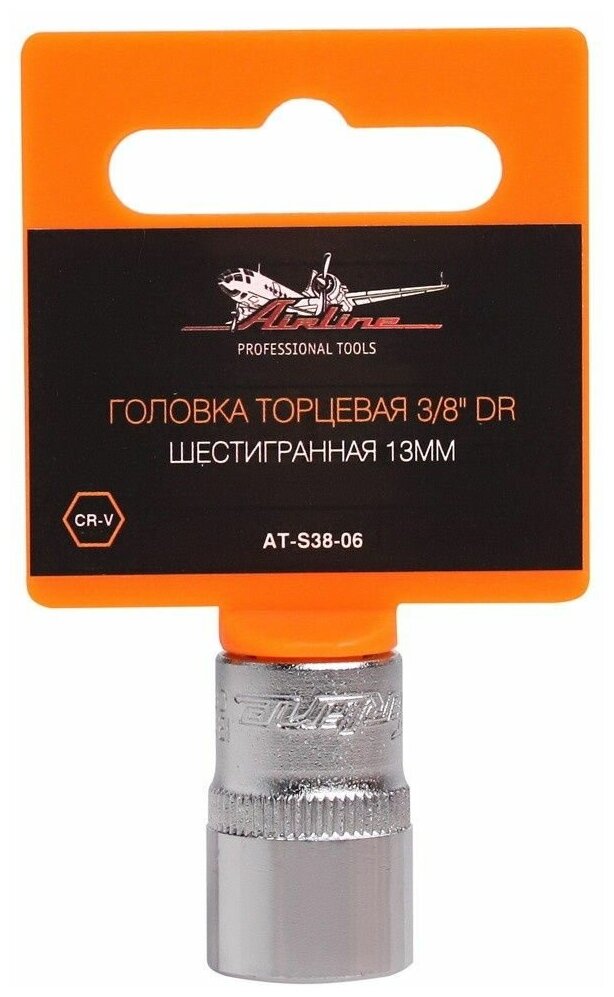 Airline
PROFESSIONAL TOOLS
ГОЛОВКА ТОРЦЕВАЯ 3/8" DR
ШЕСТИГРАННАЯ 13ММ
CR-V
AT-S38-06